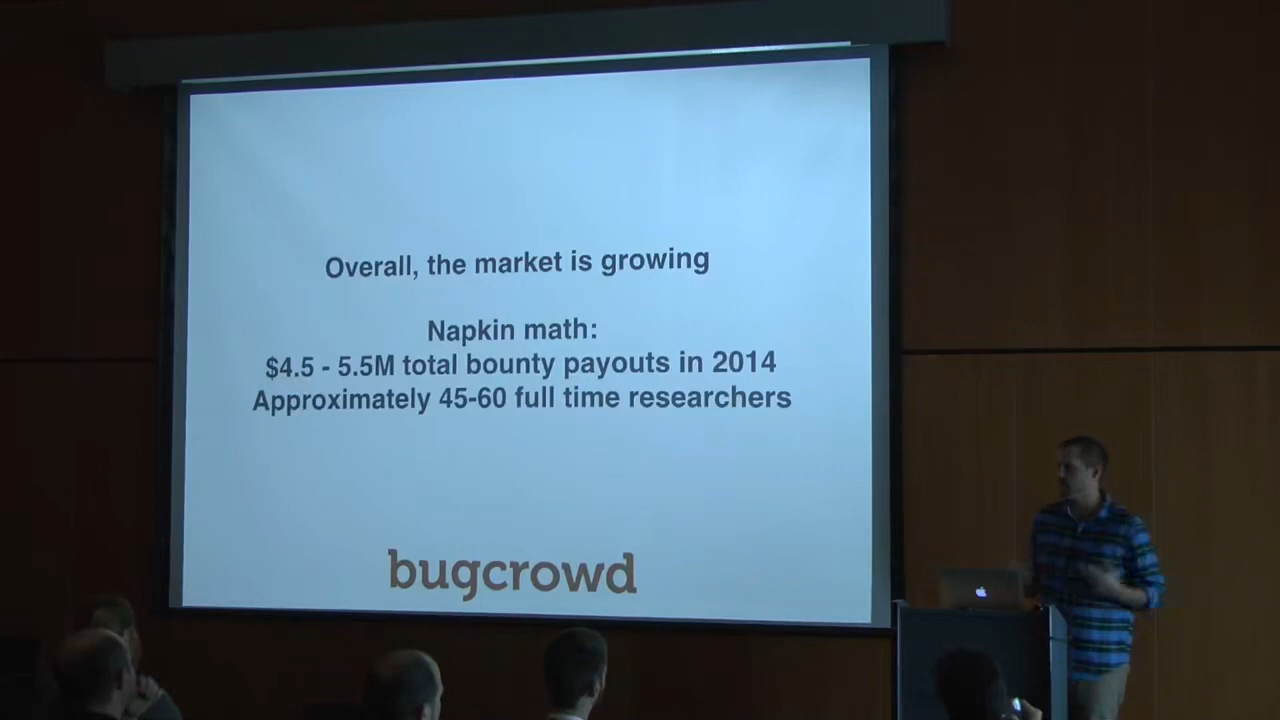 Overall, the market is growing
Napkin math:
$4.5 - 5.5M total bounty payouts in 2014
Approximately 45-60 full time researchers
bugcrowd